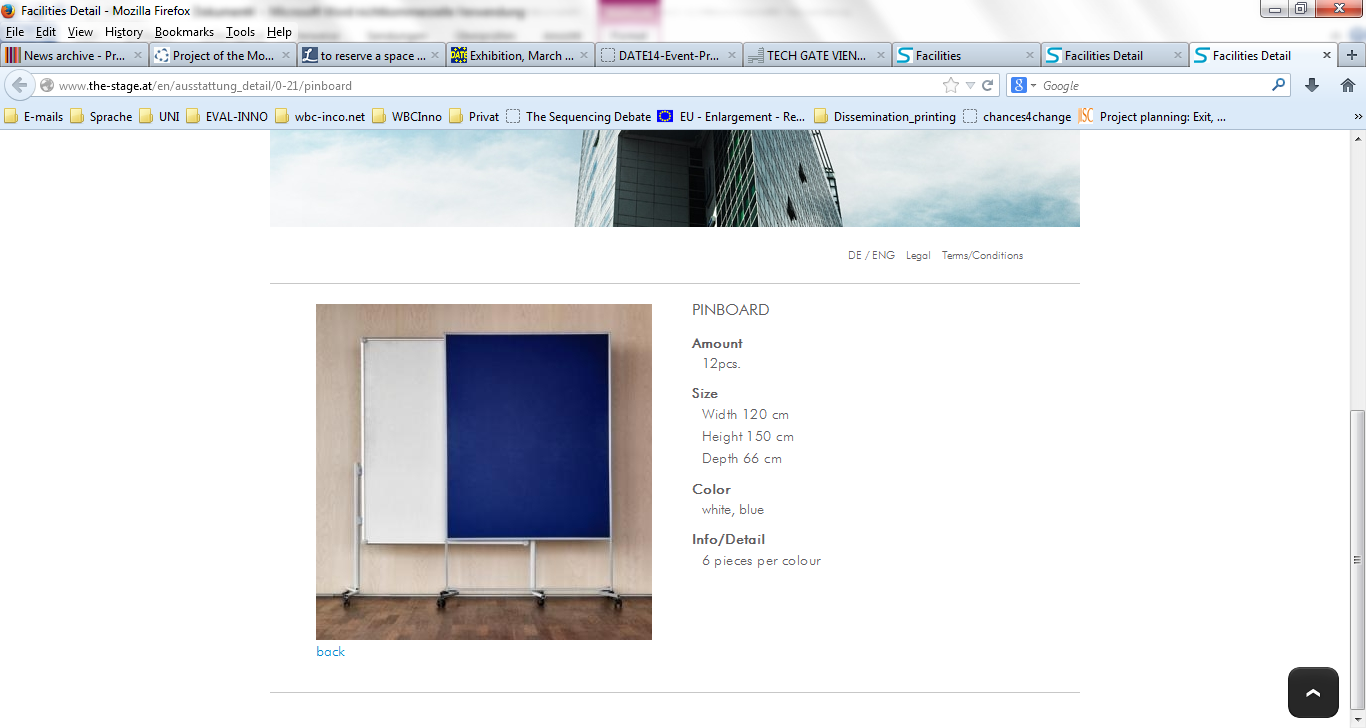 Facilities Detail - Mozilla Firefox
File Edit View History Bookmarks Tools Help
News archive - Pr... Project of the Mo... to reserve a space ... Exhibition, March ... DATE14-Event-Pr... TECH GATE VIEN... Facilities Facilities Detail Facilities Detail
www.the-stage.at/en/ausstattung_detail/0-21/pinboard
Google
E-mails Sprache UNI EVAL-INNO wbc-inco.net WBCInno Privat The Sequencing Debate EU - Enlargement - Re... Dissemination_printing chances4change Project planning: Exit, ...
DE / ENG Legal Terms/Conditions
PINBOARD
Amount
12pcs.
Size
Width 120 cm
Height 150 cm
Depth 66 cm
Color
white, blue
Info/Detail
6 pieces per colour
back